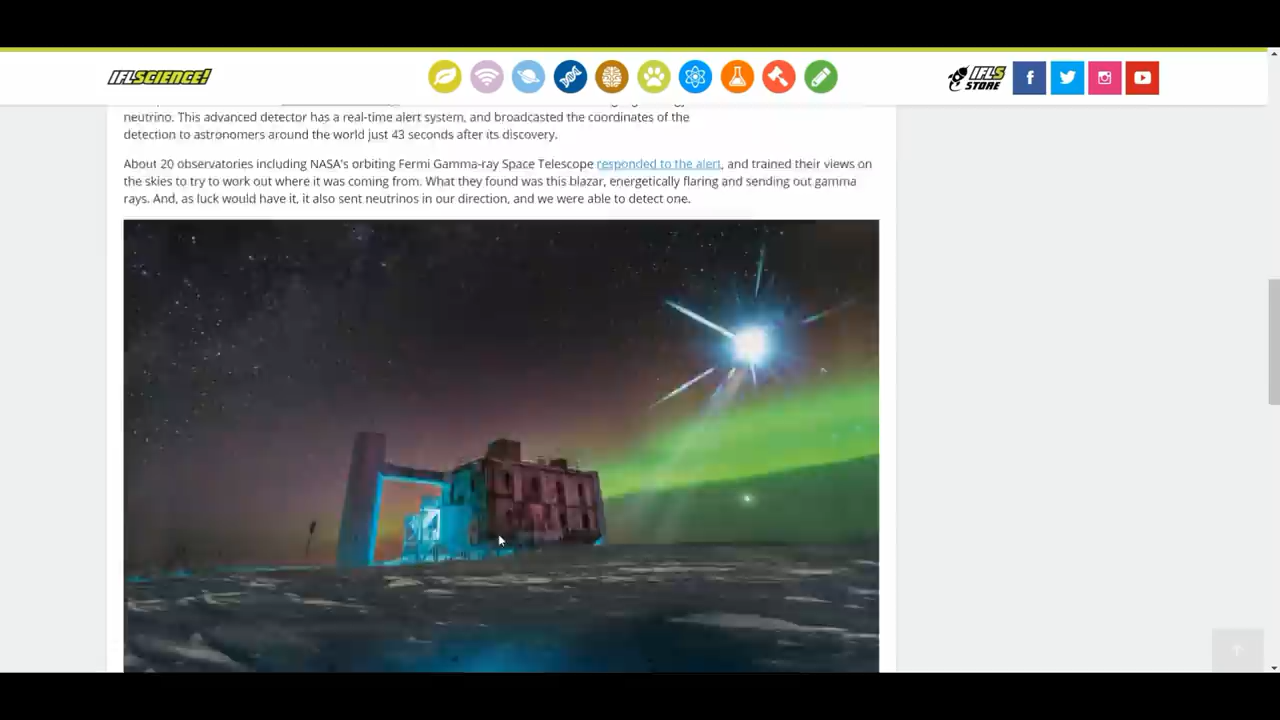 IFLSCIENCE!
IFLS
STORE
neutrino. This advanced detector has a real-time alert system, and broadcasted the coordinates of the
detection to astronomers around the world just 43 seconds after its discovery.
About 20 observatories including NASA's orbiting Fermi Gamma-ray Space Telescope responded to the alert, and trained their views on
the skies to try to work out where it was coming from. What they found was this blazar, energetically flaring and sending out gamma
rays. And, as luck would have it, it also sent neutrinos in our direction, and we were able to detect one.